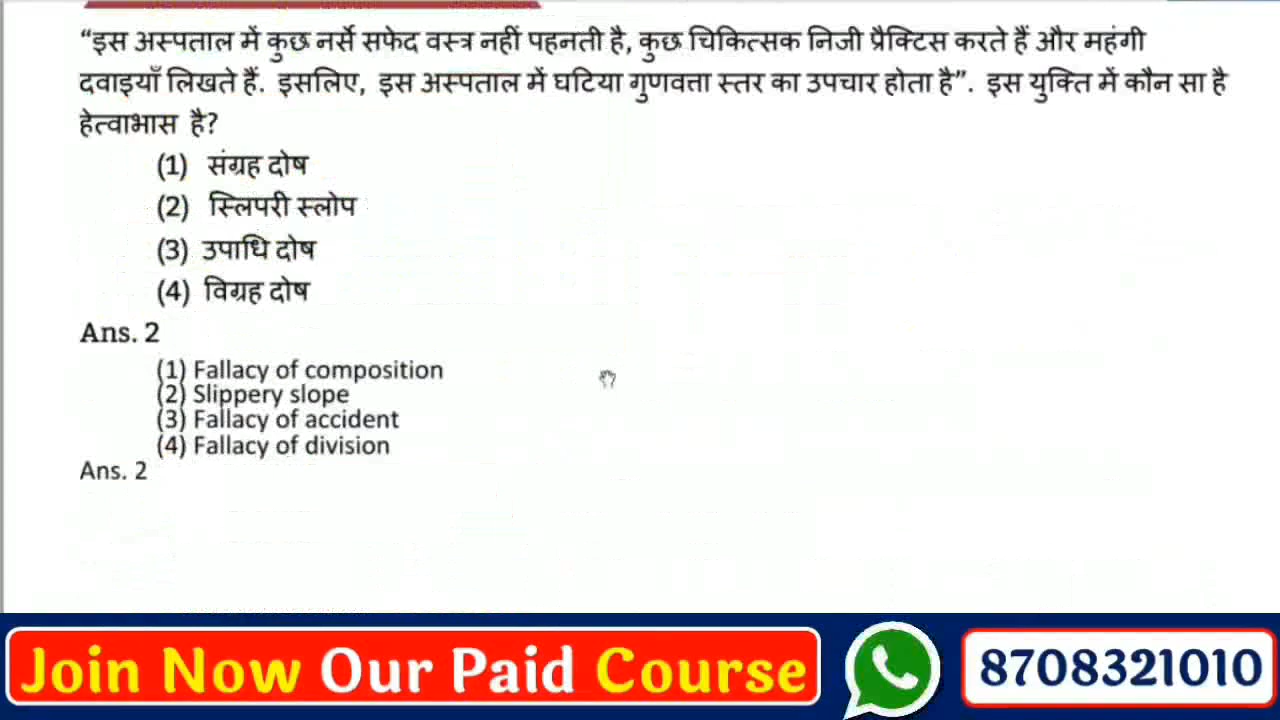 “इस अस्पताल में कुछ नर्से सफेद वस्त्र नहीं पहनती है, कुछ चिकित्सक निजी प्रैक्टिस करते हैं और महंगी
दवाइयाँ लिखते हैं. इसलिए, इस अस्पताल में घटिया गुणवत्ता स्तर का उपचार होता है”. इस युक्ति में कौन सा है
हेत्वाभास है?
(1) संग्रह दोष
(2) स्लिपरी स्लोप
(3) उपाधि दोष
(4) विग्रह दोष
Ans. 2
(1) Fallacy of composition
(2) Slippery slope
(3) Fallacy of accident
(4) Fallacy of division
Ans. 2
Join Now Our Paid Course 8708321010